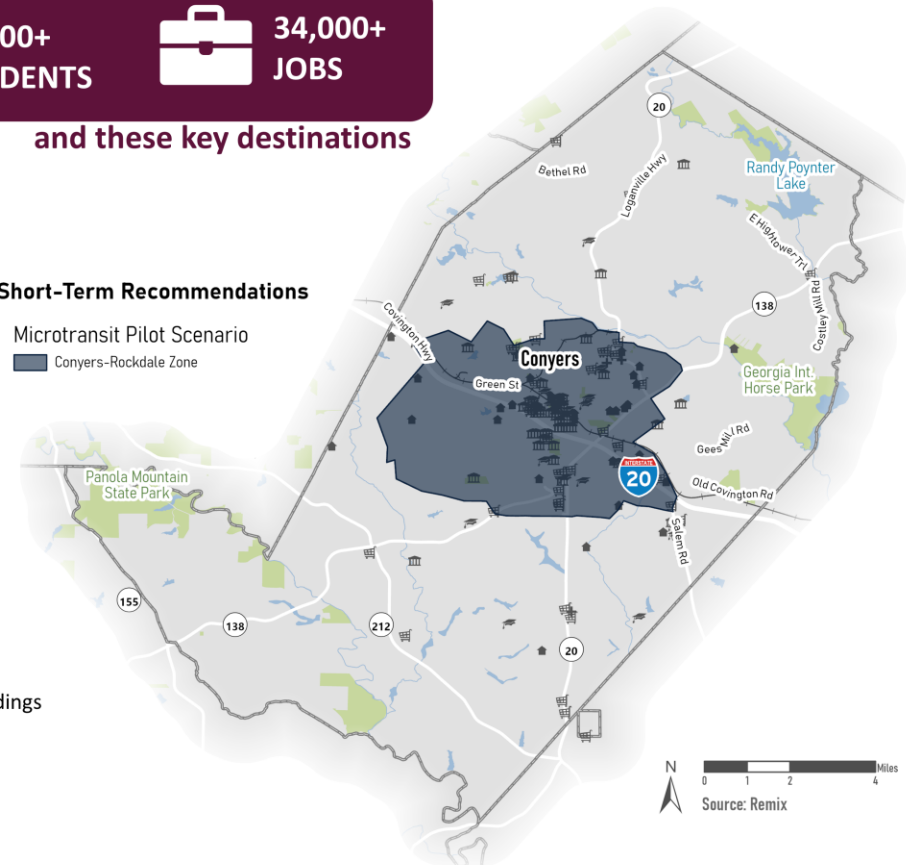 00+
DENTS
34,000+
JOBS
and these key destinations
Short-Term Recommendations
Microtransit Pilot Scenario
Conyers-Rockdale Zone
dings
20
Bethel Rd
Loganville Hwy
Randy Poynter
Lake
E Hightower Trl
Costley Mill Rd
138
Covington Hwy
Conyers
Green St
Georgia Int.
Horse Park
Gees Mill Rd
INTERSTATE
20
Old Covington Rd
Salem Rd
Panola Mountain
State Park
155
138
212
20
N
0 1 2 4
Miles
Source: Remix